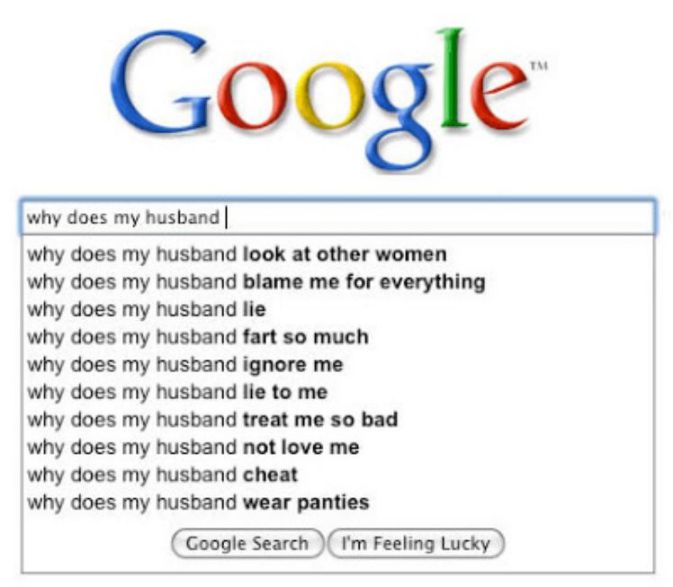 Google™
why does my husband
why does my husband look at other women
why does my husband blame me for everything
why does my husband lie
why does my husband fart so much
why does my husband ignore me
why does my husband lie to me
why does my husband treat me so bad
why does my husband not love me
why does my husband cheat
why does my husband wear panties
Google Search I'm Feeling Lucky